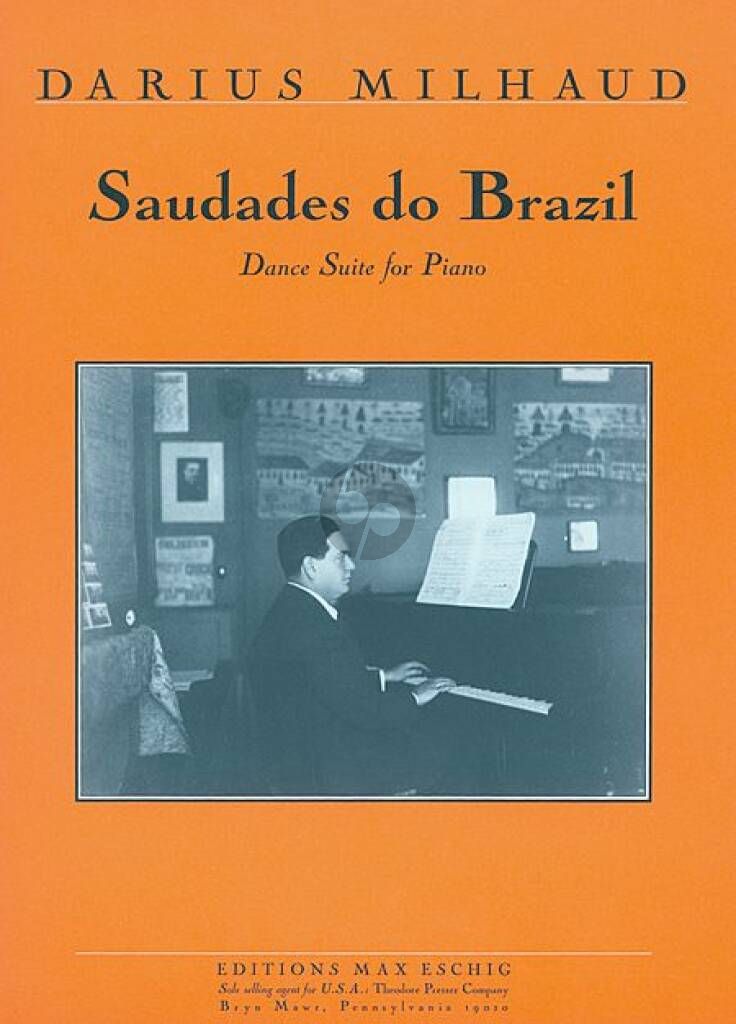 DARIUS MILHAUD
Saudades do Brazil
Dance Suite for Piano
EDITIONS MAX ESCHIG
Sole selling agent for U.S.A.: Theodore Presser Company
Bryn Mawr, Pennsylvania 19010